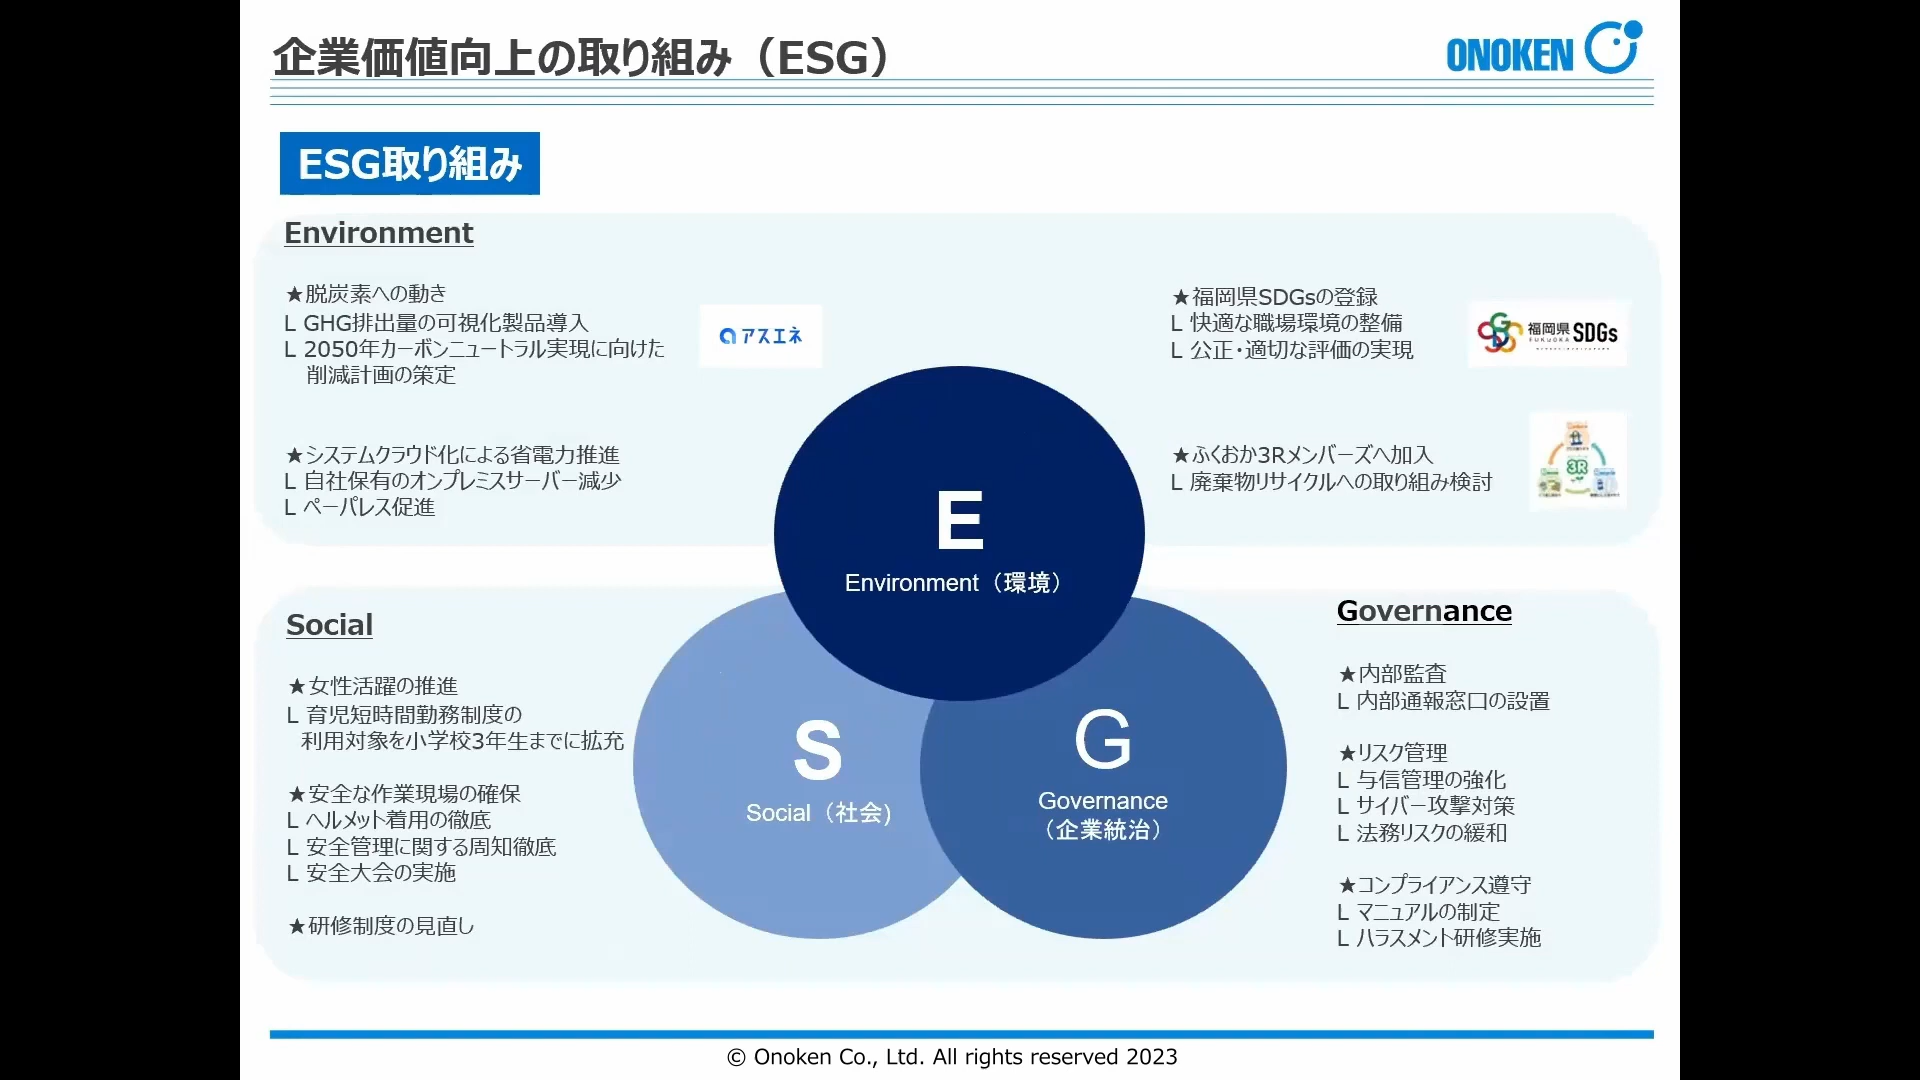 企業価値向上の取り組み（ESG）
ONOKEN
ESG取り組み
Environment
★脱炭素への動き
L GHG排出量の可視化製品導入
L 2050年カーボンニュートラル実現に向けた
削減計画の策定
アスエネ
★システムクラウド化による省電力推進
L 自社保有のオンプレミスサーバー減少
L ペーパレス促進
★福岡県SDGsの登録
L 快適な職場環境の整備
L 公正・適切な評価の実現
福岡県 SDGs
FUKUOKA
★ふくおか3Rメンバーズへ加入
L 廃棄物リサイクルへの取り組み検討
3R
E
Environment（環境）
S
Social（社会)
G
Governance
（企業統治）
Social
★女性活躍の推進
L 育児短時間勤務制度の
利用対象を小学校3年生までに拡充
★安全な作業現場の確保
L ヘルメット着用の徹底
L 安全管理に関する周知徹底
L 安全大会の実施
★研修制度の見直し
Governance
★内部監査
L 内部通報窓口の設置
★リスク管理
L 与信管理の強化
L サイバー攻撃対策
L 法務リスクの緩和
★コンプライアンス遵守
L マニュアルの制定
L ハラスメント研修実施
© Onoken Co., Ltd. All rights reserved 2023